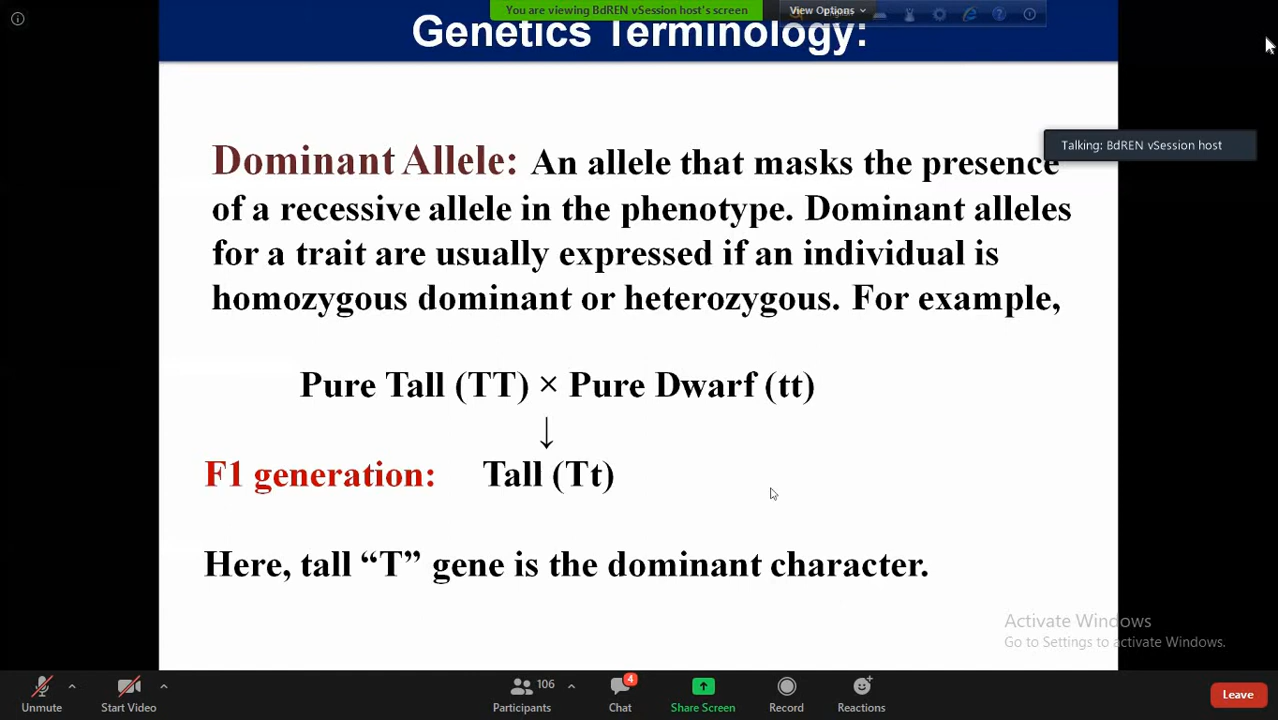 You are viewing BdREN vSession host's screen
View Options
Genetics Terminology:
Talking: BdREN vSession host
Dominant Allele: An allele that masks the presence
of a recessive allele in the phenotype. Dominant alleles
for a trait are usually expressed if an individual is
homozygous dominant or heterozygous. For example,
Pure Tall (TT) × Pure Dwarf (tt)
↓
F1 generation: Tall (Tt)
Here, tall “T” gene is the dominant character.
Activate Windows
Go to Settings to activate Windows.
Unmute
Start Video
106
Participants
4
Chat
Share Screen
Record
Reactions
Leave